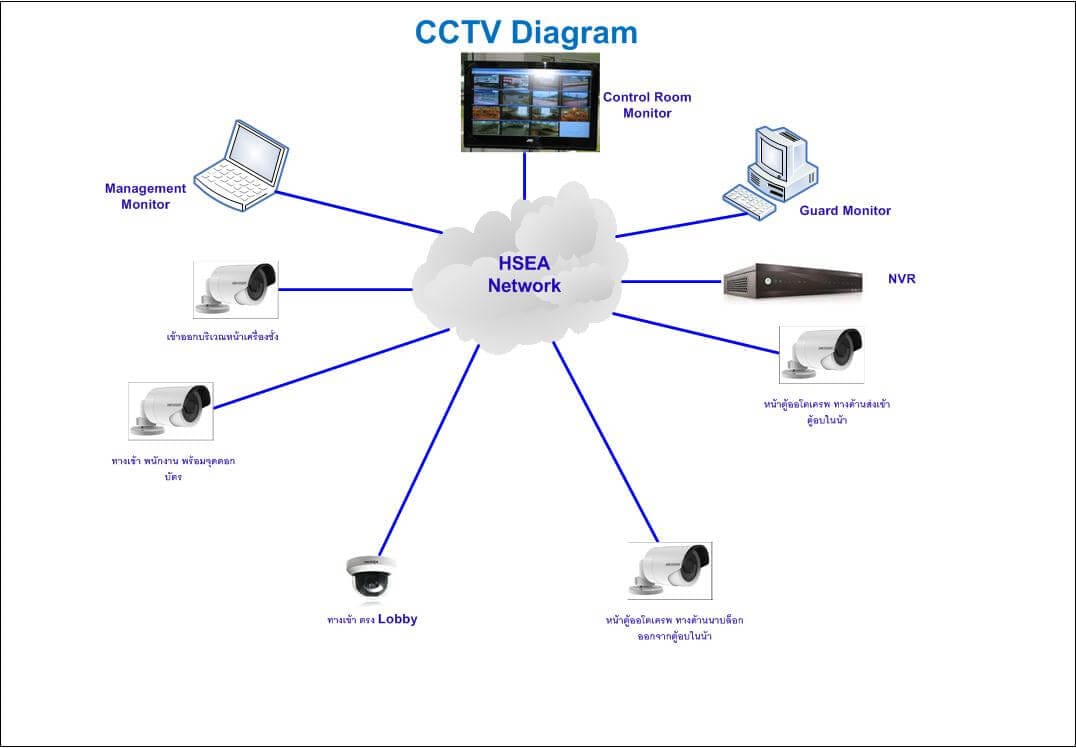 CCTV Diagram
Control Room
Monitor
Management
Monitor
Guard Monitor
HSEA
Network
NVR
เข้าออกบริเวณหน้าเครื่องชั่ง
หน้าตู้ออโตเครพ ทางด้านส่งเข้า
ตู้อบไนน้ำ
ทางเข้า พนักงาน พร้อมจุดตอก
บัตร
ทางเข้า ตรง Lobby
หน้าตู้ออโตเครพ ทางด้านนาบล็อก
ออกจากตู้อบไนน้ำ